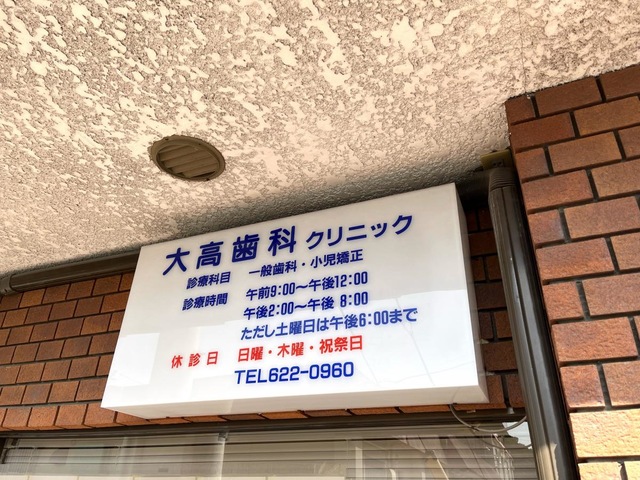 大高歯科クリニック
診療科目 一般歯科・小児矯正
診療時間 午前9:00〜午後12:00
午後2:00〜午後 8:00
ただし土曜日は午後6:00まで
休診日 日曜・木曜・祝祭日
TEL622-0960